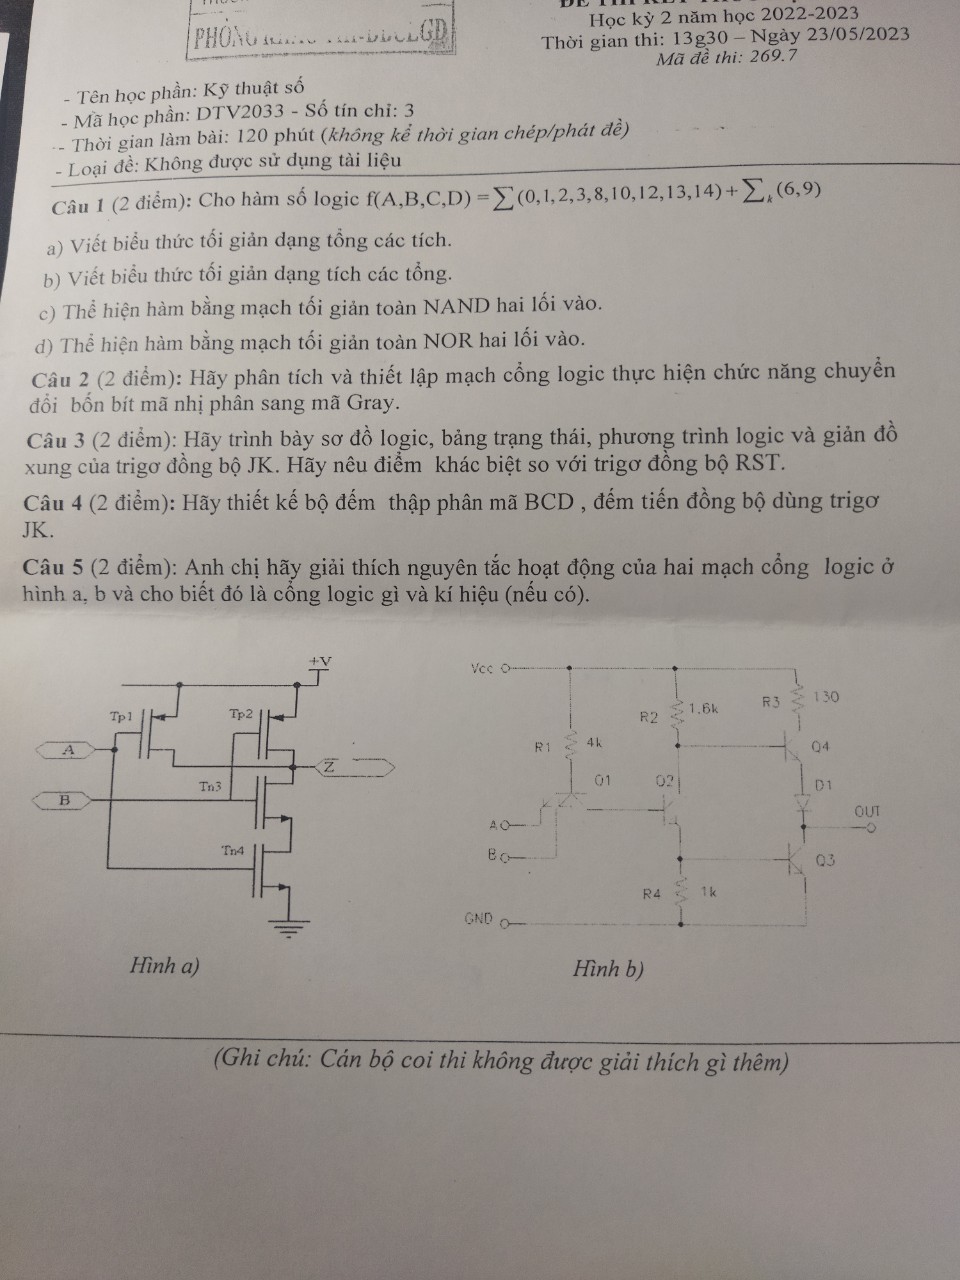 Học kỳ 2 năm học 2022-2023
PHÒNG
Thời gian thi: 13g30 – Ngày 23/05/2023
Mã đề thi: 269.7
- Tên học phần: Kỹ thuật số
- Mã học phần: DTV2033 - Số tín chỉ: 3
- Thời gian làm bài: 120 phút (không kể thời gian chép/phát đề)
- Loại đề: Không được sử dụng tài liệu
Câu 1 (2 điểm): Cho hàm số logic f(A,B,C,D) = ∑(0,1,2,3,8,10,12,13,14) + ∑k(6,9)
a) Viết biểu thức tối giản dạng tổng các tích.
b) Viết biểu thức tối giản dạng tích các tổng.
c) Thể hiện hàm bằng mạch tối giản toàn NAND hai lối vào.
d) Thể hiện hàm bằng mạch tối giản toàn NOR hai lối vào.
Câu 2 (2 điểm): Hãy phân tích và thiết lập mạch cổng logic thực hiện chức năng chuyển
đổi bốn bít mã nhị phân sang mã Gray.
Câu 3 (2 điểm): Hãy trình bày sơ đồ logic, bảng trạng thái, phương trình logic và giản đồ
xung của trigơ đồng bộ JK. Hãy nêu điểm khác biệt so với trigơ đồng bộ RST.
Câu 4 (2 điểm): Hãy thiết kế bộ đếm thập phân mã BCD , đếm tiến đồng bộ dùng trigơ
JK.
Câu 5 (2 điểm): Anh chị hãy giải thích nguyên tắc hoạt động của hai mạch cổng logic ở
hình a, b và cho biết đó là cổng logic gì và kí hiệu (nếu có).
+V
Tp1
Tp2
A
Z
Tn3
B
Tn4
Hình a)
Vcc
R3 130
R2 1.6k
R1 4k
Q4
Q1
Q2
D1
OUT
A
B
Q3
R4 1k
GND
Hình b)
(Ghi chú: Cán bộ coi thi không được giải thích gì thêm)